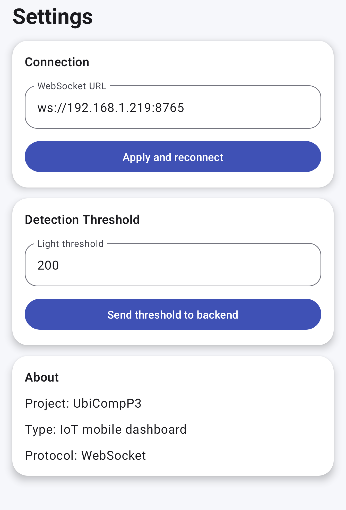 Settings
Connection
WebSocket URL
ws://192.168.1.219:8765
Apply and reconnect
Detection Threshold
Light threshold
200
Send threshold to backend
About
Project: UbiCompP3
Type: IoT mobile dashboard
Protocol: WebSocket